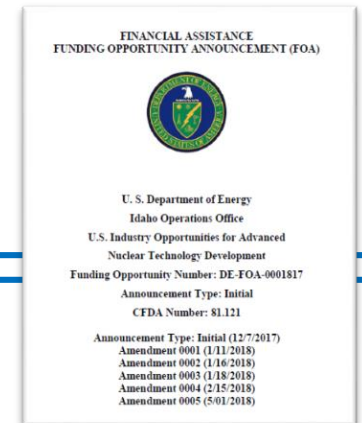 FINANCIAL ASSISTANCE
FUNDING OPPORTUNITY ANNOUNCEMENT (FOA)
U. S. Department of Energy
Idaho Operations Office
U.S. Industry Opportunities for Advanced
Nuclear Technology Development
Funding Opportunity Number: DE-FOA-0001817
Announcement Type: Initial
CFDA Number: 81.121
Announcement Type: Initial (12/7/2017)
Amendment 0001 (1/11/2018)
Amendment 0002 (1/16/2018)
Amendment 0003 (1/18/2018)
Amendment 0004 (2/15/2018)
Amendment 0005 (5/01/2018)